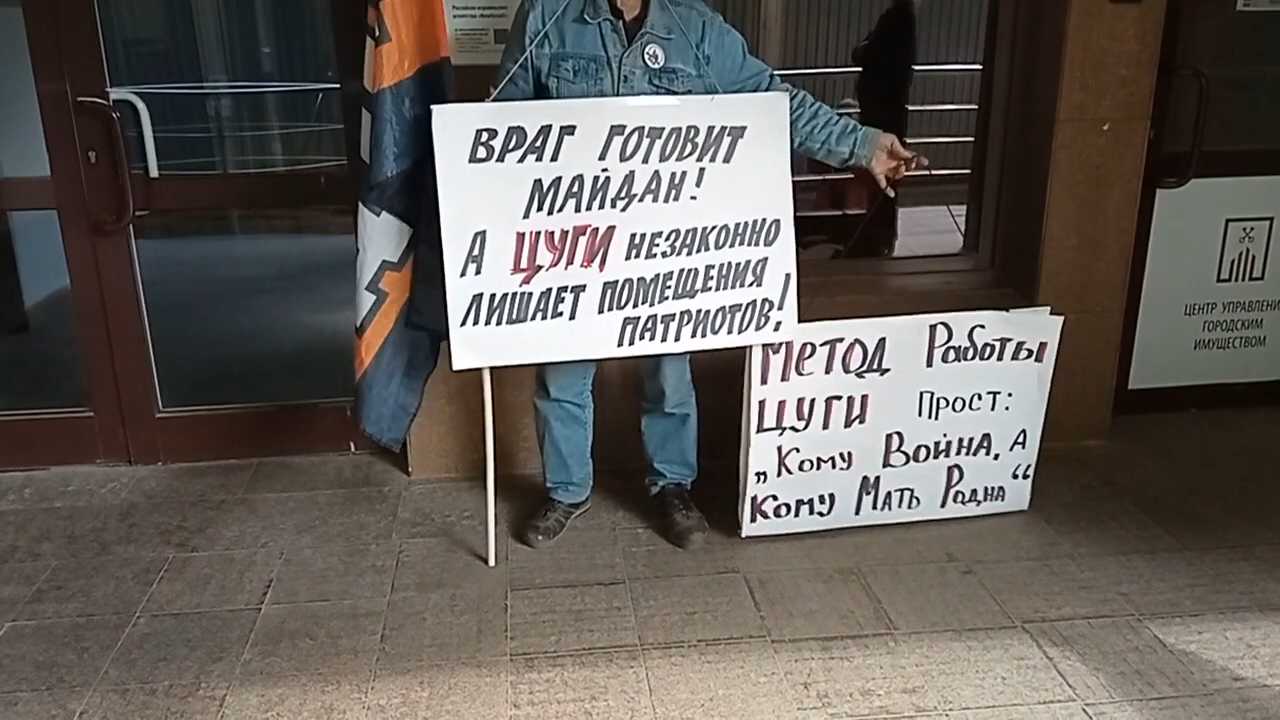 ВРАГ ГОТОВИТ
МАЙДАН!
А ЦУГИ НЕЗАКОННО
ЛИШАЕТ ПОМЕЩЕНИЯ
ПАТРИОТОВ!
Метод Работы
ЦУГИ Прост:
„Кому Война, А
Кому Мать Родна“
ЦЕНТР УПРАВЛЕНИ
ГОРОДСКИМ
ИМУЩЕСТВОМ